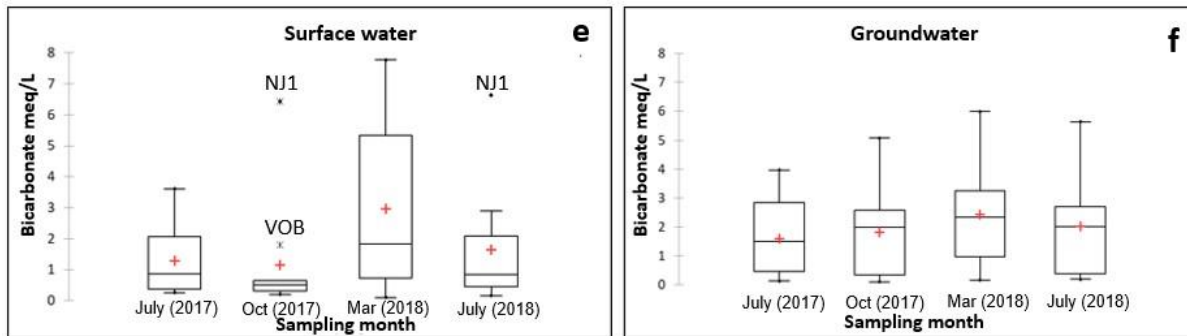 Surface water
e
Bicarbonate meq/L
8
7
6
5
4
3
2
1
0
NJ1
NJ1
VOB
July (2017)
Oct (2017)
Mar (2018)
July (2018)
Sampling month
Groundwater
f
Bicarbonate meq/L
8
7
6
5
4
3
2
1
0
July (2017)
Oct (2017)
Mar (2018)
July (2018)
Sampling month